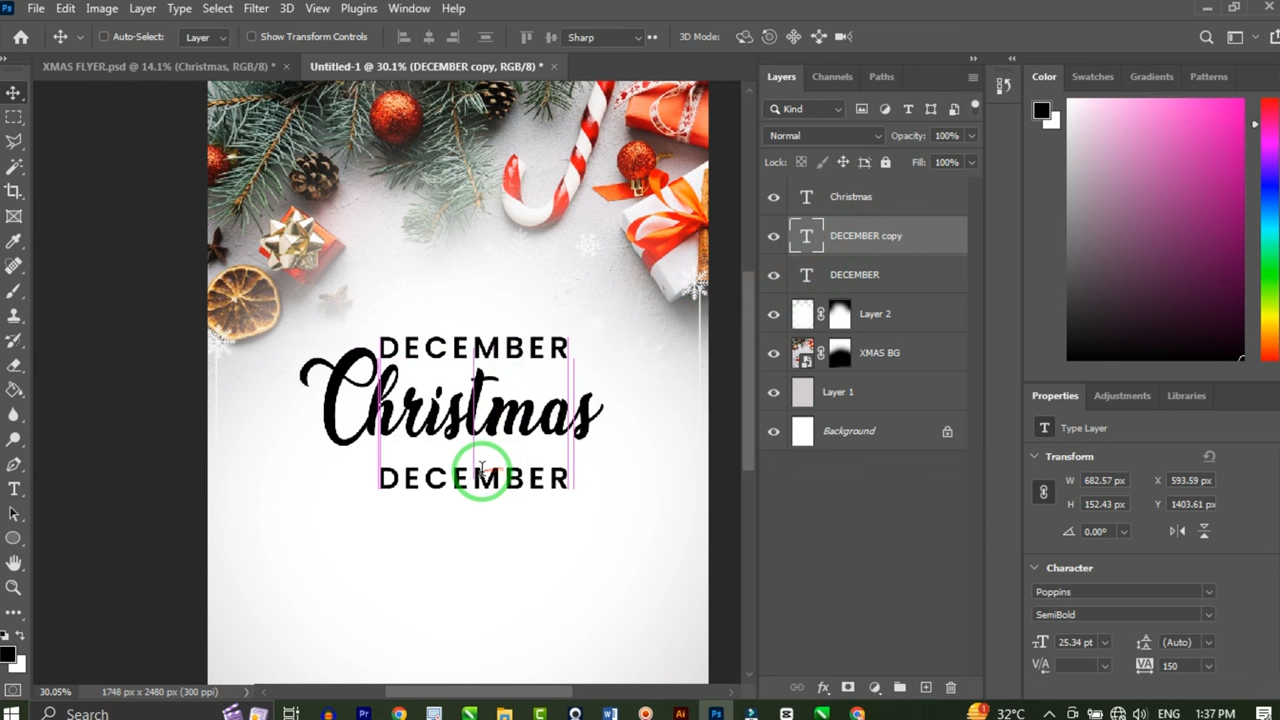 File Edit Image Layer Type Select Filter 3D View Plugins Window Help
Auto-Select: Layer Show Transform Controls Sharp 3D Mode:
XMAS FLYER.psd @ 14.1% (Christmas, RGB/8) * × Untitled-1 @ 30.1% (DECEMBER copy, RGB/8) * ×
Layers Channels Paths
Color Swatches Gradients Patterns
Kind
Normal Opacity: 100%
Lock: Fill: 100%
Christmas
DECEMBER copy
DECEMBER
Layer 2
XMAS BG
Layer 1
Background
DECEMBER
Christmas
DECEMBER
Properties Adjustments Libraries
Type Layer
Transform
W 682.57 px X 593.59 px
H 152.43 px Y 1403.61 px
0.00°
Character
Poppins
SemiBold
25.34 pt (Auto)
150
30.05% 1748 px x 2480 px (300 ppi)
Search
32°C ENG 1:37 PM